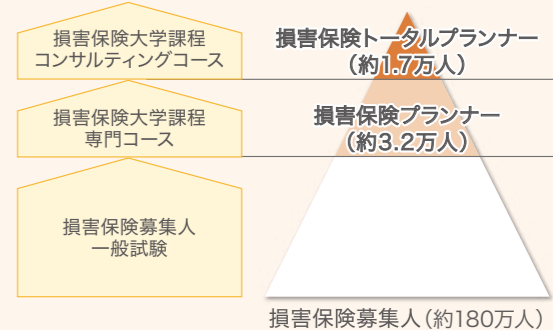 損害保険大学課程
コンサルティングコース
損害保険トータルプランナー
（約1.7万人）
損害保険大学課程
専門コース
損害保険プランナー
（約3.2万人）
損害保険募集人
一般試験
損害保険募集人（約180万人）